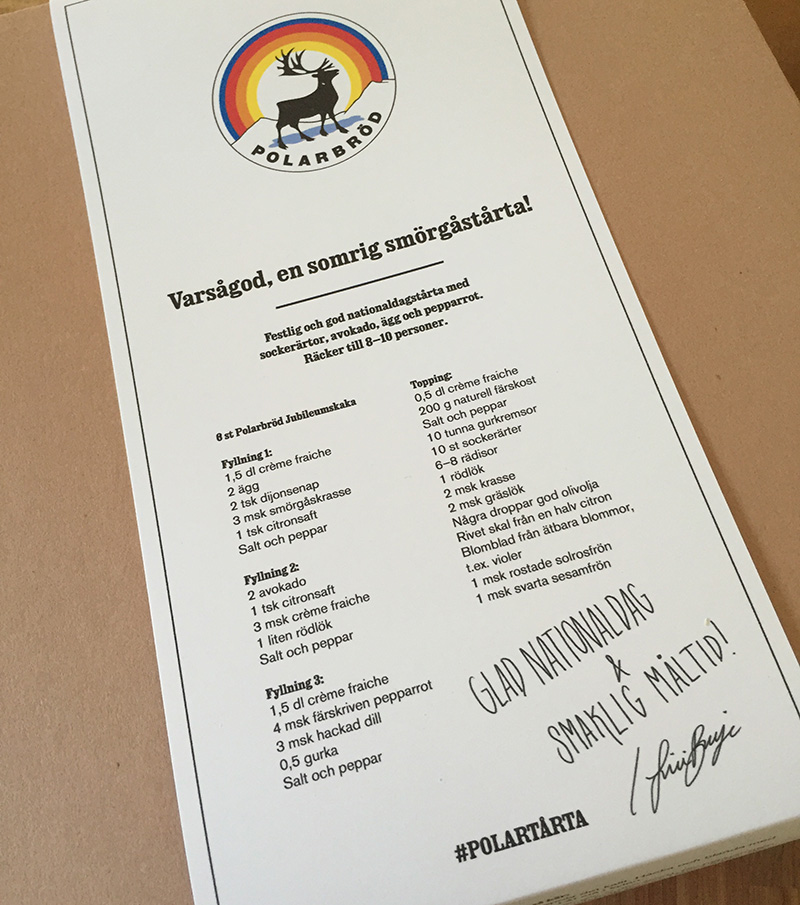 POLARBRÖD
Varsågod, en somrig smörgåstårta!
Festlig och god nationaldagstårta med
sockerärtor, avokado, ägg och pepparrot.
Räcker till 8–10 personer.
6 st Polarbröd Jubileumskaka
Fyllning 1:
1,5 dl crème fraiche
2 ägg
2 tsk dijonsenap
3 msk smörgåskrasse
1 tsk citronsaft
Salt och peppar
Fyllning 2:
2 avokado
1 tsk citronsaft
3 msk crème fraiche
1 liten rödlök
Salt och peppar
Fyllning 3:
1,5 dl crème fraiche
4 msk färskriven pepparrot
3 msk hackad dill
0,5 gurka
Salt och peppar
Topping:
0,5 dl crème fraiche
200 g naturell färskost
Salt och peppar
10 tunna gurkremsor
10 st sockerärter
6–8 rädisor
1 rödlök
2 msk krasse
2 msk gräslök
Några droppar god olivolja
Rivet skal från en halv citron
Blomblad från ätbara blommor,
t.ex. violer
1 msk rostade solrosfrön
1 msk svarta sesamfrön
GLAD NATIONALDAG
&
SMAKLIG MÅLTID!
#POLARTÅRTA